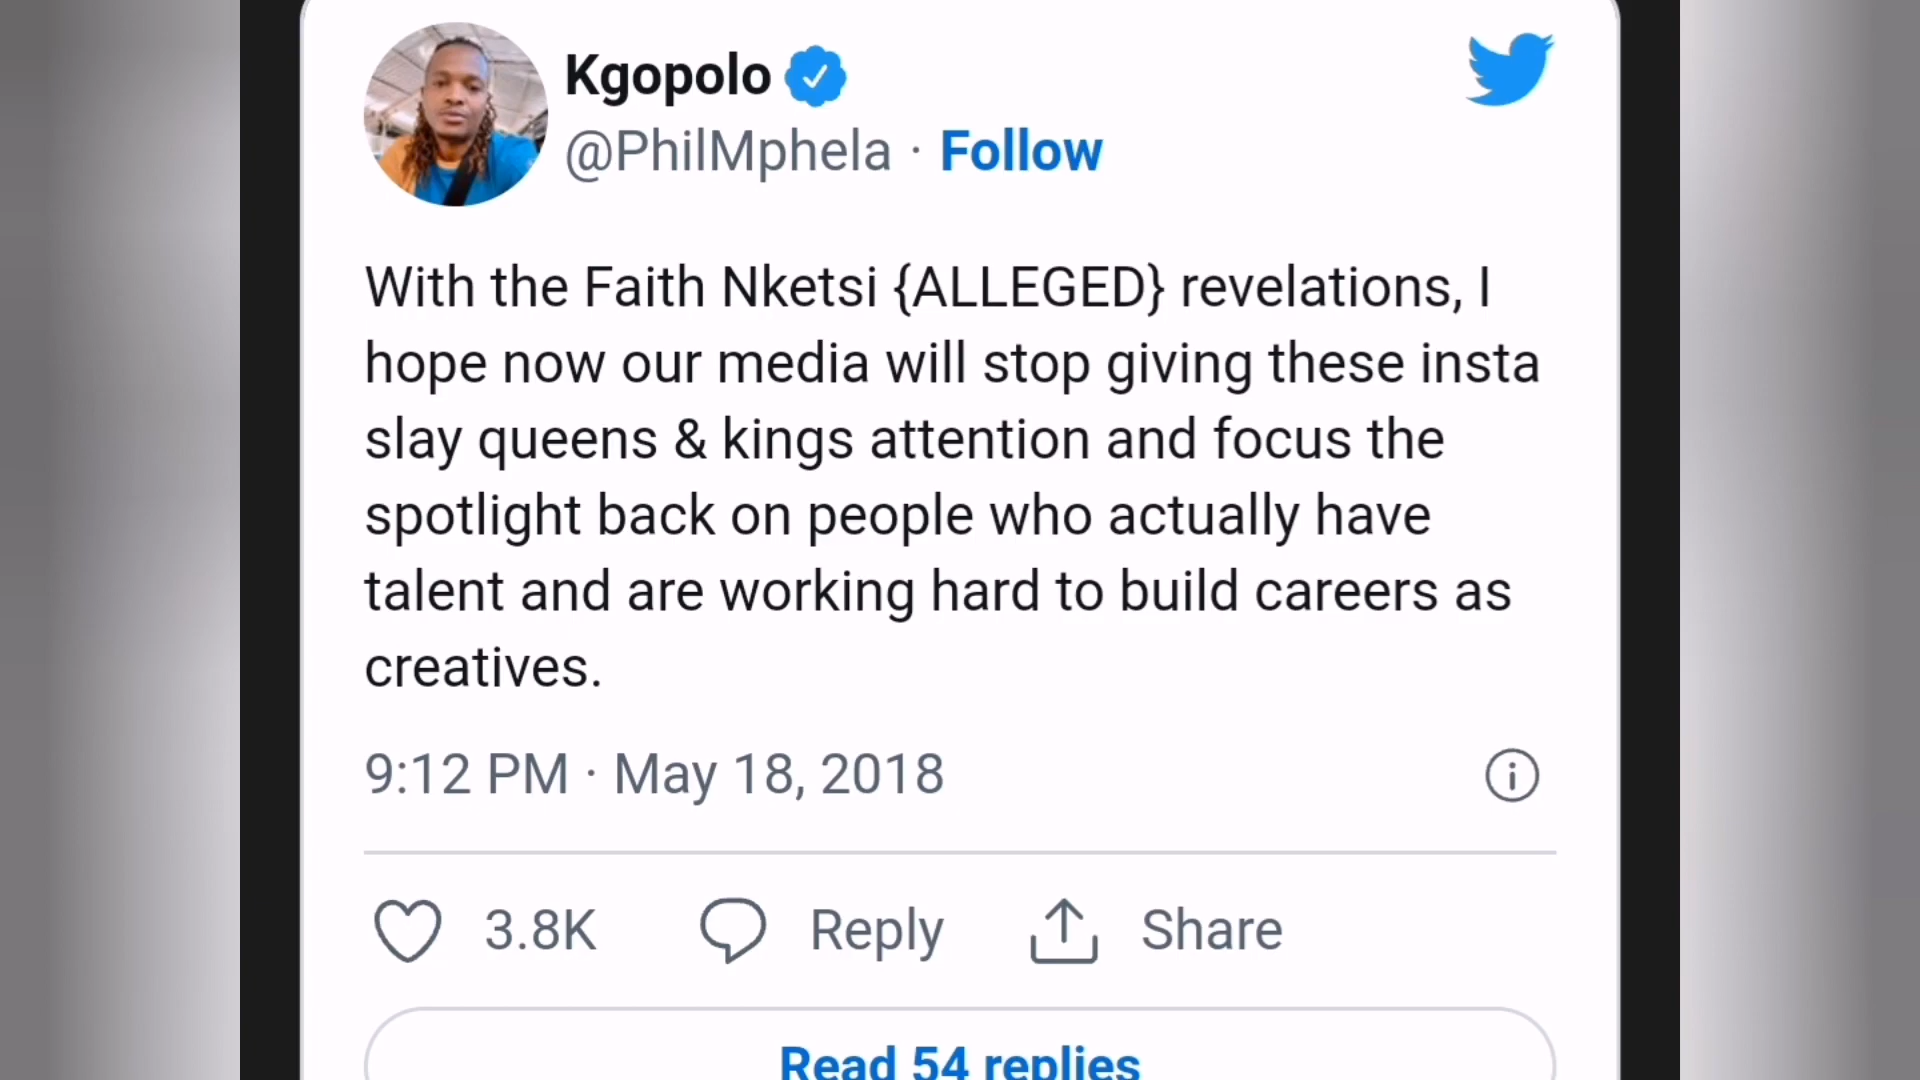 Kgopolo
@PhilMphela · Follow
With the Faith Nketsi {ALLEGED} revelations, I
hope now our media will stop giving these insta
slay queens & kings attention and focus the
spotlight back on people who actually have
talent and are working hard to build careers as
creatives.
9:12 PM · May 18, 2018
3.8K Reply Share
Read 54 replies